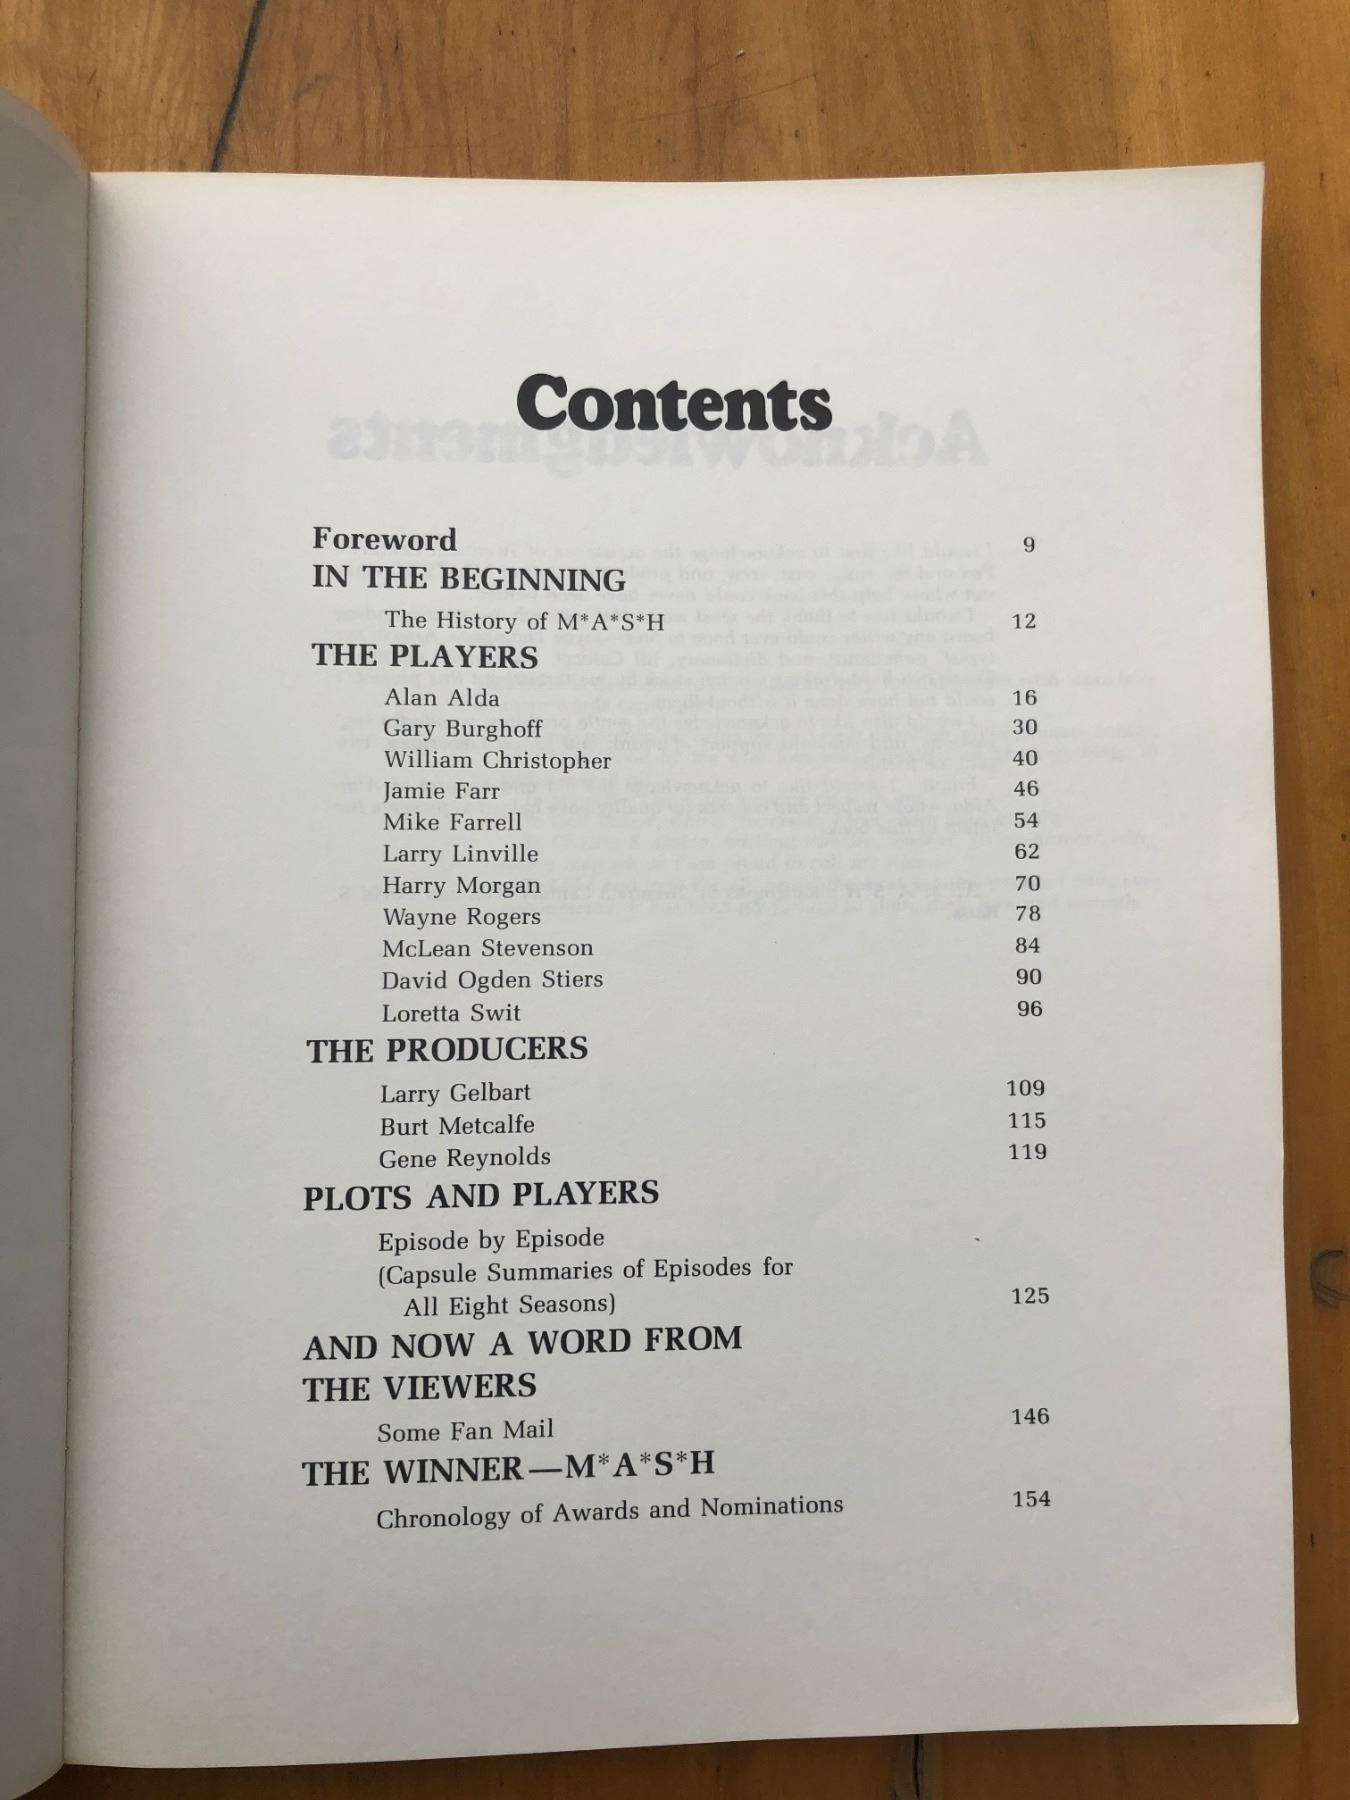 Contents
Foreword 9
IN THE BEGINNING
The History of M*A*S*H 12
THE PLAYERS
Alan Alda 16
Gary Burghoff 30
William Christopher 40
Jamie Farr 46
Mike Farrell 54
Larry Linville 62
Harry Morgan 70
Wayne Rogers 78
McLean Stevenson 84
David Ogden Stiers 90
Loretta Swit 96
THE PRODUCERS
Larry Gelbart 109
Burt Metcalfe 115
Gene Reynolds 119
PLOTS AND PLAYERS
Episode by Episode
(Capsule Summaries of Episodes for
All Eight Seasons) 125
AND NOW A WORD FROM
THE VIEWERS
Some Fan Mail 146
THE WINNER—M*A*S*H
Chronology of Awards and Nominations 154